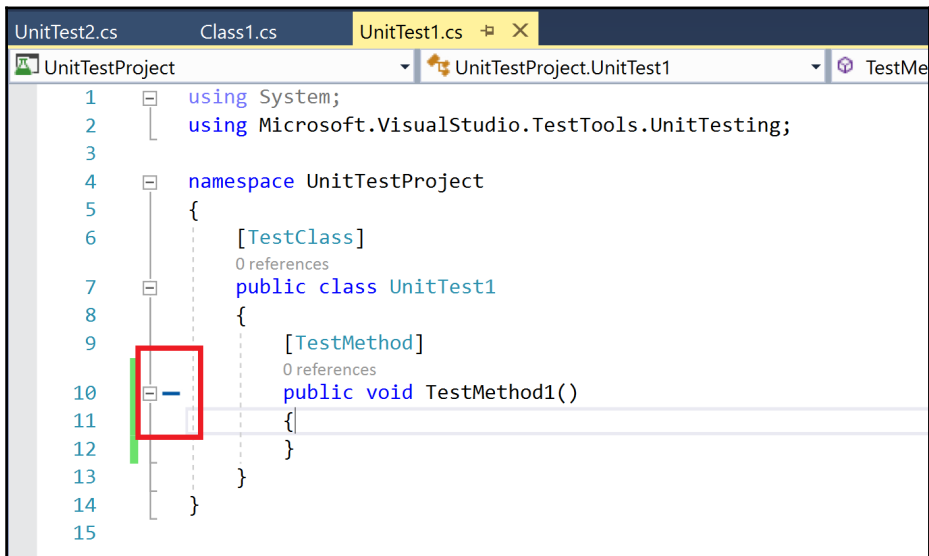 UnitTest2.cs Class1.cs UnitTest1.cs
UnitTestProject UnitTestProject.UnitTest1 TestMe
1 using System;
2 using Microsoft.VisualStudio.TestTools.UnitTesting;
3
4 namespace UnitTestProject
5 {
6 [TestClass]
0 references
7 public class UnitTest1
8 {
9 [TestMethod]
0 references
10 public void TestMethod1()
11 {
12 }
13 }
14 }
15